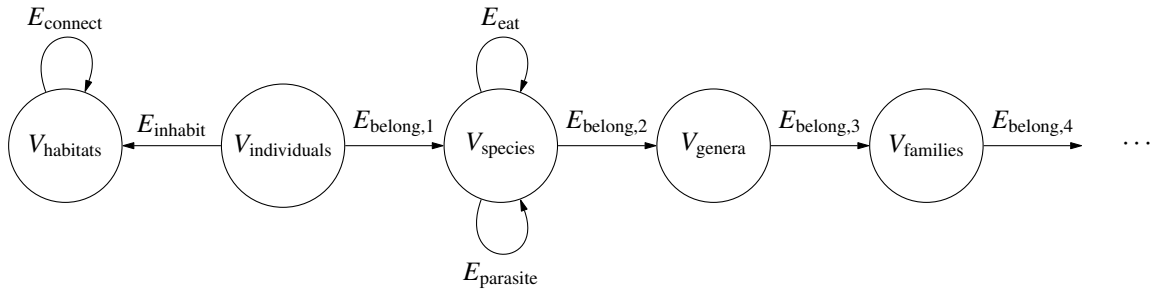 E_connect E_eat
V_habitats E_inhabit V_individuals E_belong,1 V_species E_belong,2 V_genera E_belong,3 V_families E_belong,4 ...
E_parasite